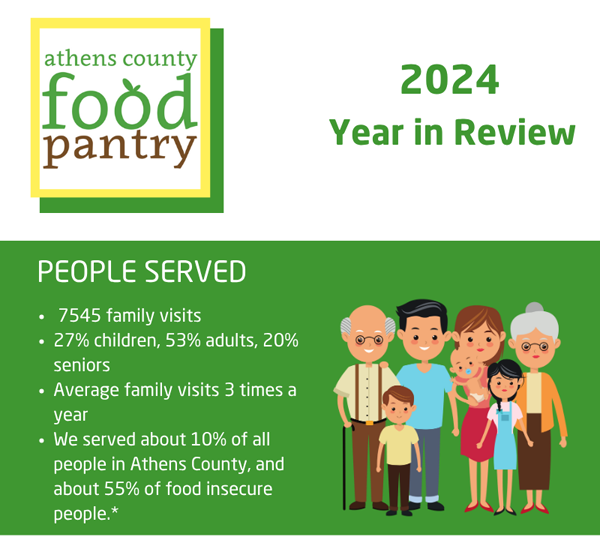 athens county
food
pantry
2024
Year in Review
PEOPLE SERVED
• 7545 family visits
• 27% children, 53% adults, 20%
seniors
• Average family visits 3 times a
year
• We served about 10% of all
people in Athens County, and
about 55% of food insecure
people.*